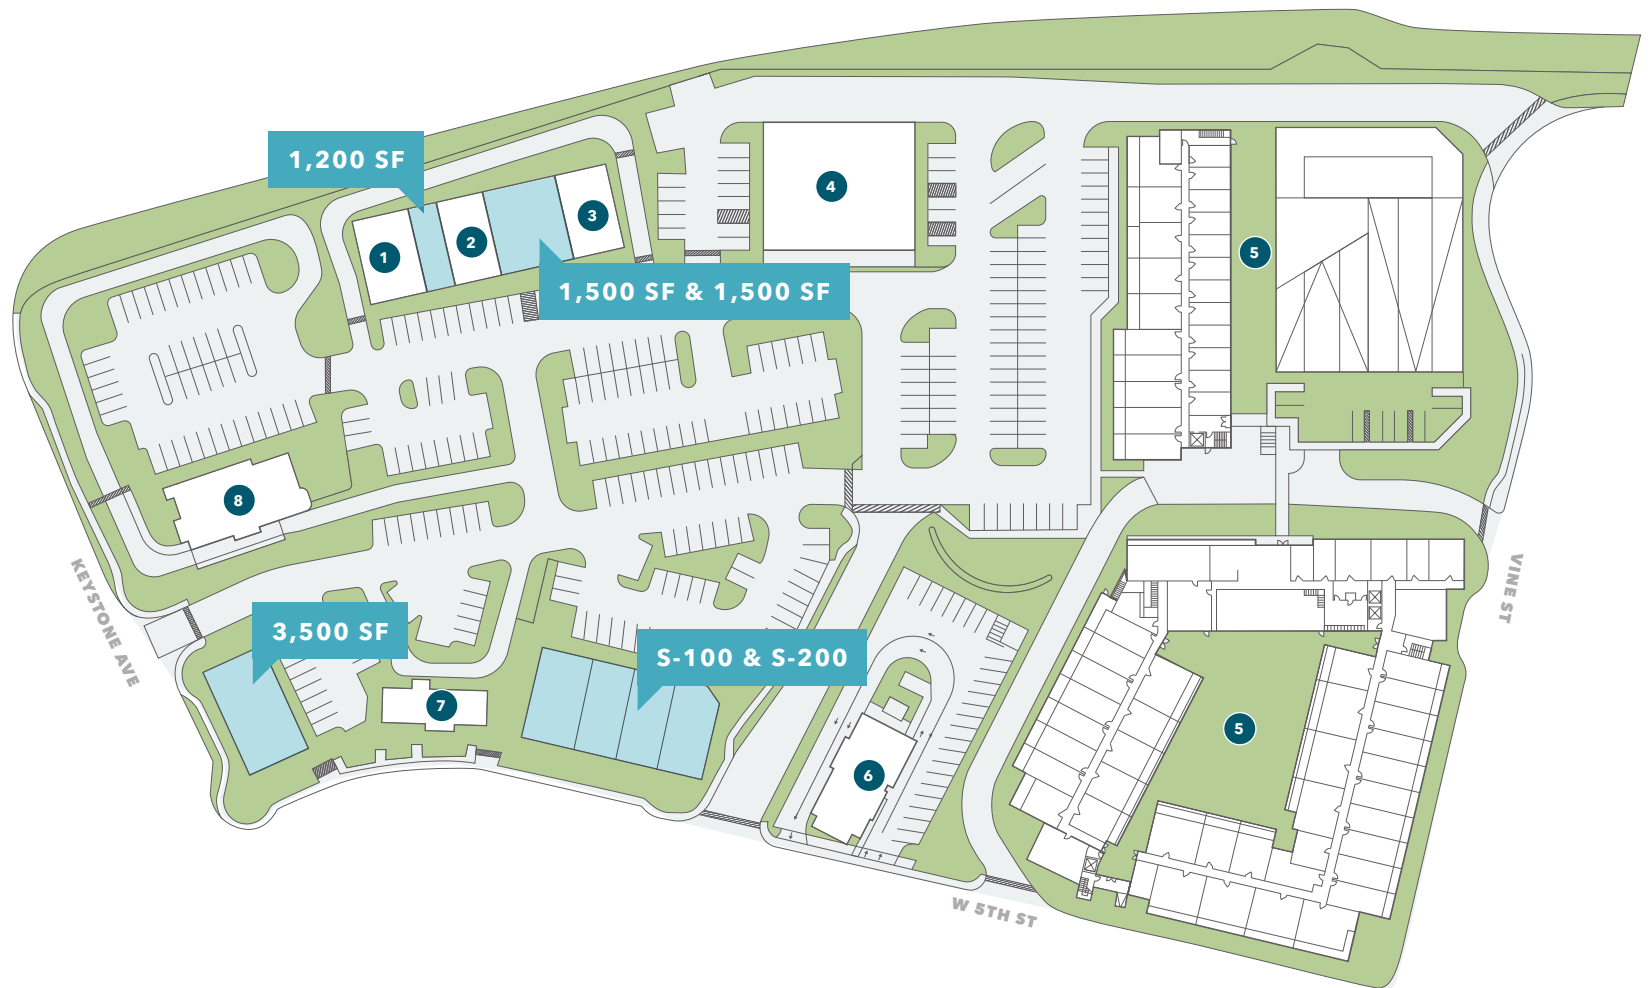 1,200 SF
1
2
3
4
5
1,500 SF & 1,500 SF
8
KEYSTONE AVE
VINE ST
3,500 SF
S-100 & S-200
7
6
5
W 5TH ST